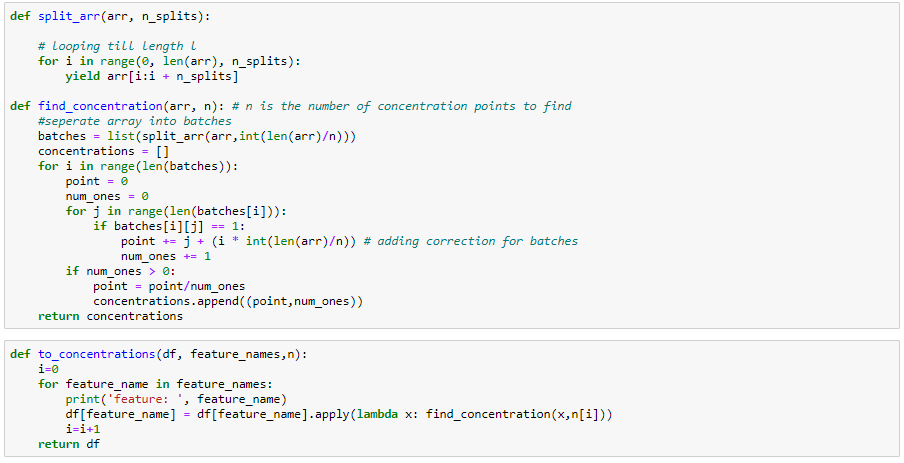 def split_arr(arr, n_splits):
    # looping till length l
    for i in range(0, len(arr), n_splits):
        yield arr[i:i + n_splits]
def find_concentration(arr, n): # n is the number of concentration points to find
    #seperate array into batches
    batches = list(split_arr(arr,int(len(arr)/n)))
    concentrations = []
    for i in range(len(batches)):
        point = 0
        num_ones = 0
        for j in range(len(batches[i])):
            if batches[i][j] == 1:
                point += j + (i * int(len(arr)/n)) # adding correction for batches
                num_ones += 1
        if num_ones > 0:
            point = point/num_ones
            concentrations.append((point,num_ones))
    return concentrations
def to_concentrations(df, feature_names,n):
    i=0
    for feature_name in feature_names:
        print('feature: ', feature_name)
        df[feature_name] = df[feature_name].apply(lambda x: find_concentration(x,n[i]))
        i=i+1
    return df